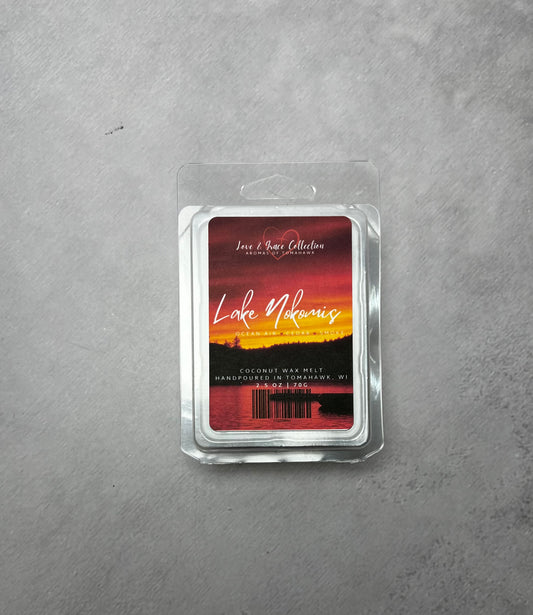 Love & Grace Collection
AROMAS OF TOMAHAWK
Lake Nokomis
OCEAN AIR • CEDAR • SMOKE
COCONUT WAX MELT
HANDPOURED IN TOMAHAWK, WI
2.5 OZ | 70G